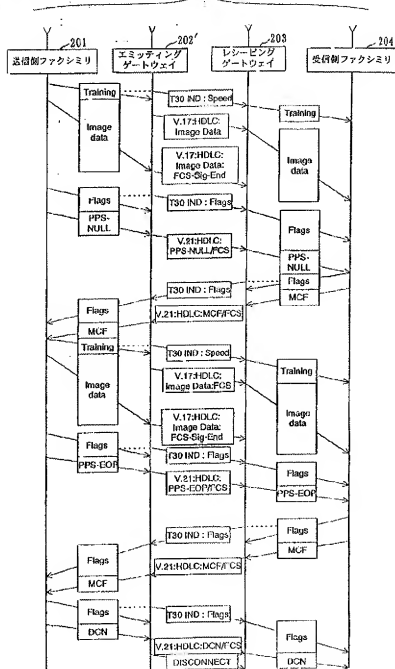 201
202'
203
204
送信側ファクシミリ
エミッティング
ゲートウェイ
レシービング
ゲートウェイ
受信側ファクシミリ
Training
T30 IND : Speed
Training
Image
data
V.17:HDLC:
Image Data
Image
data
V.17:HDLC:
Image Data:
FCS-Sig-End
Flags
T30 IND : Flags
Flags
PPS-
NULL
V.21:HDLC:
PPS-NULL/FCS
PPS-
NULL
T30 IND : Flags
Flags
MCF
Flags
V.21:HDLC:MCF/FCS
MCF
Training
T30 IND : Speed
Training
Image
data
V.17:HDLC:
Image Data:FCS
Image
data
V.17:HDLC:
Image Data:
FCS-Sig-End
Flags
T30 IND : Flags
Flags
PPS-EOP
V.21:HDLC:
PPS-EOP/FCS
PPS-EOP
T30 IND : Flags
Flags
MCF
Flags
V.21:HDLC:MCF/FCS
MCF
Flags
T30 IND : Flags
Flags
DCN
V.21:HDLC:DCN/FCS
DCN
DISCONNECT